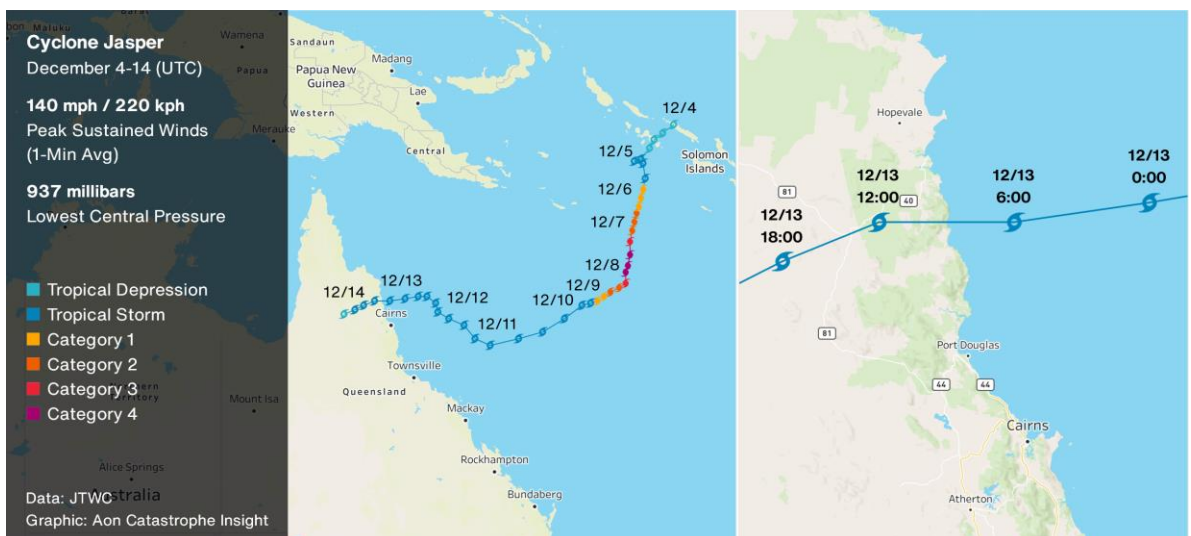 Cyclone Jasper
December 4-14 (UTC)
140 mph / 220 kph
Peak Sustained Winds
(1-Min Avg)
937 millibars
Lowest Central Pressure
Tropical Depression
Tropical Storm
Category 1
Category 2
Category 3
Category 4
Data: JTWC
Graphic: Aon Catastrophe Insight
Maluku
Wamena
Papua
Merauke
Northern
Territory
Mount Isa
Alice Springs
Australia
Sandaun
Papua New
Guinea
Madang
Lae
Western
Central
Solomon
Islands
12/4
12/5
12/6
12/7
12/8
12/9
12/10
12/11
12/12
12/13
12/14
Cairns
Townsville
Queensland
Mackay
Rockhampton
Bundaberg
Hopevale
12/13
0:00
12/13
6:00
12/13
12:00
12/13
18:00
81
40
81
Port Douglas
44
44
Cairns
Atherton